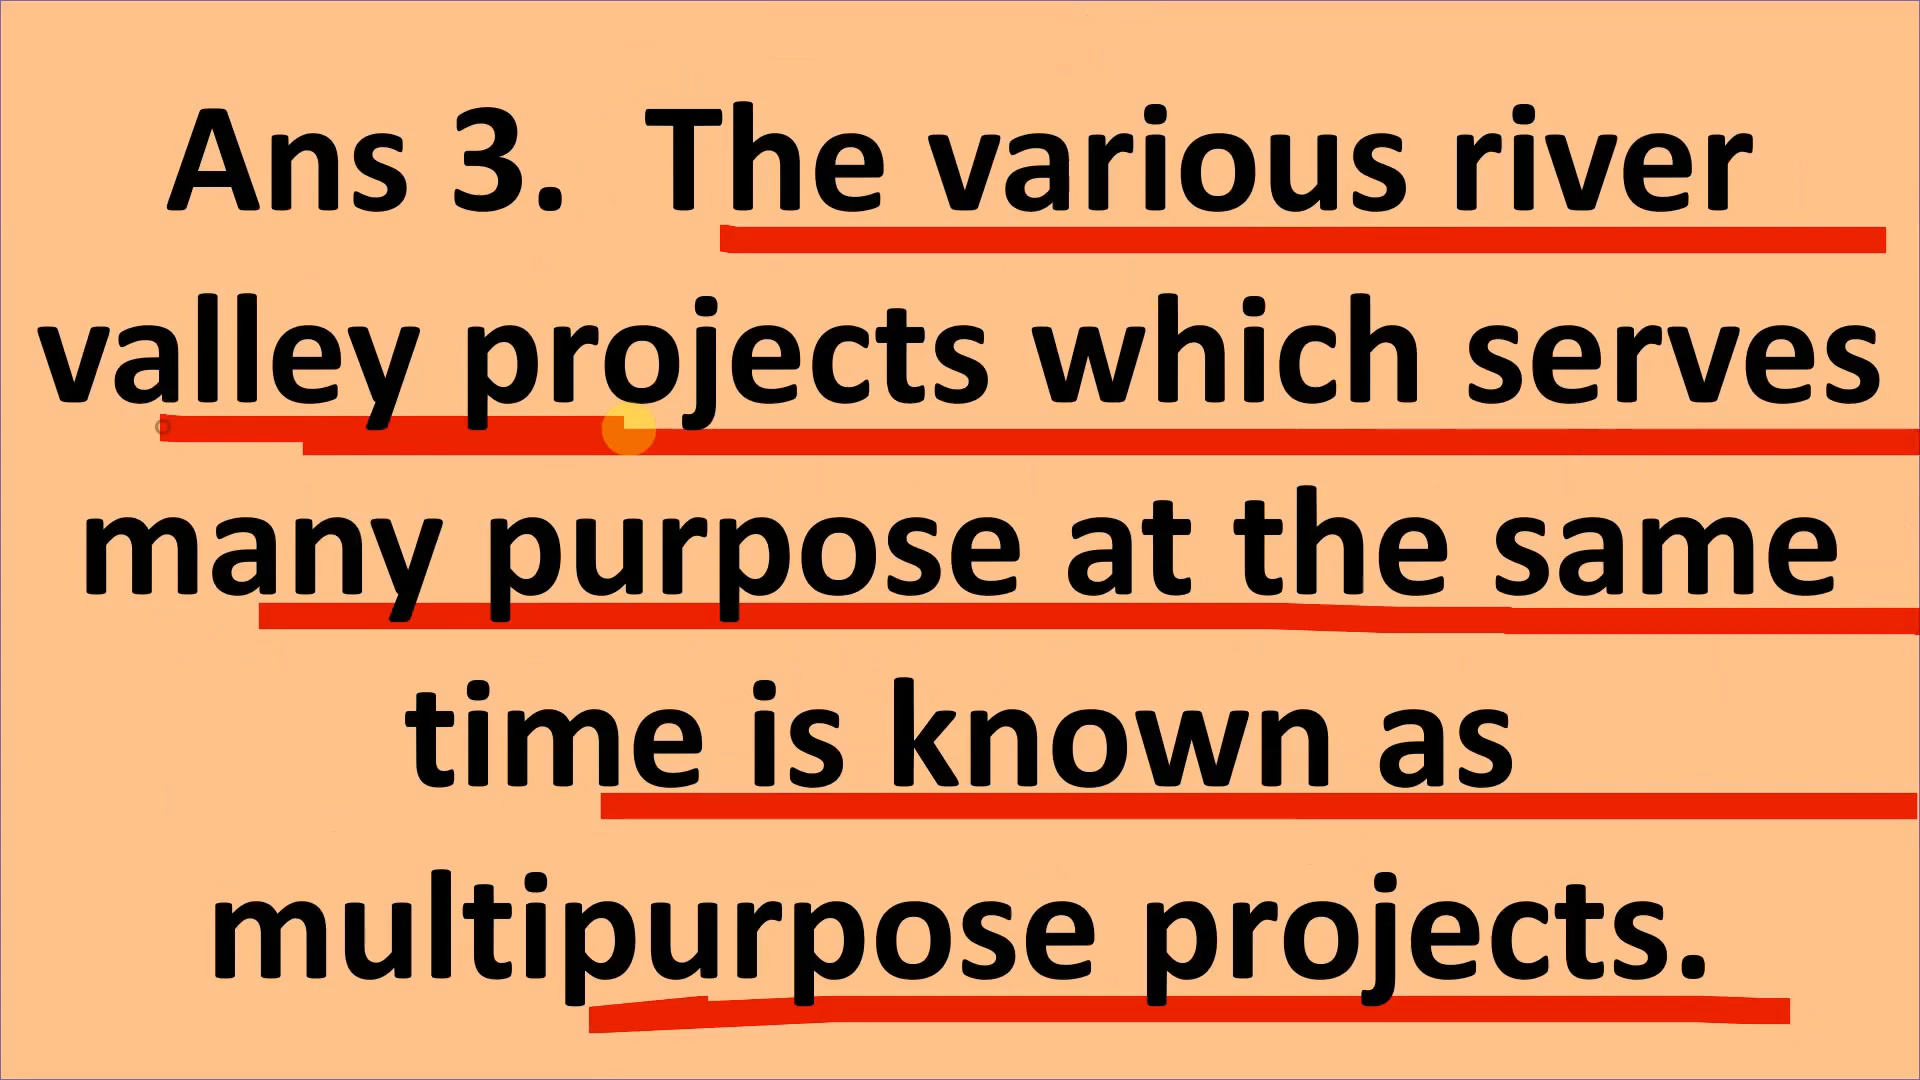 Ans 3. The various river
valley projects which serves
many purpose at the same
time is known as
multipurpose projects.